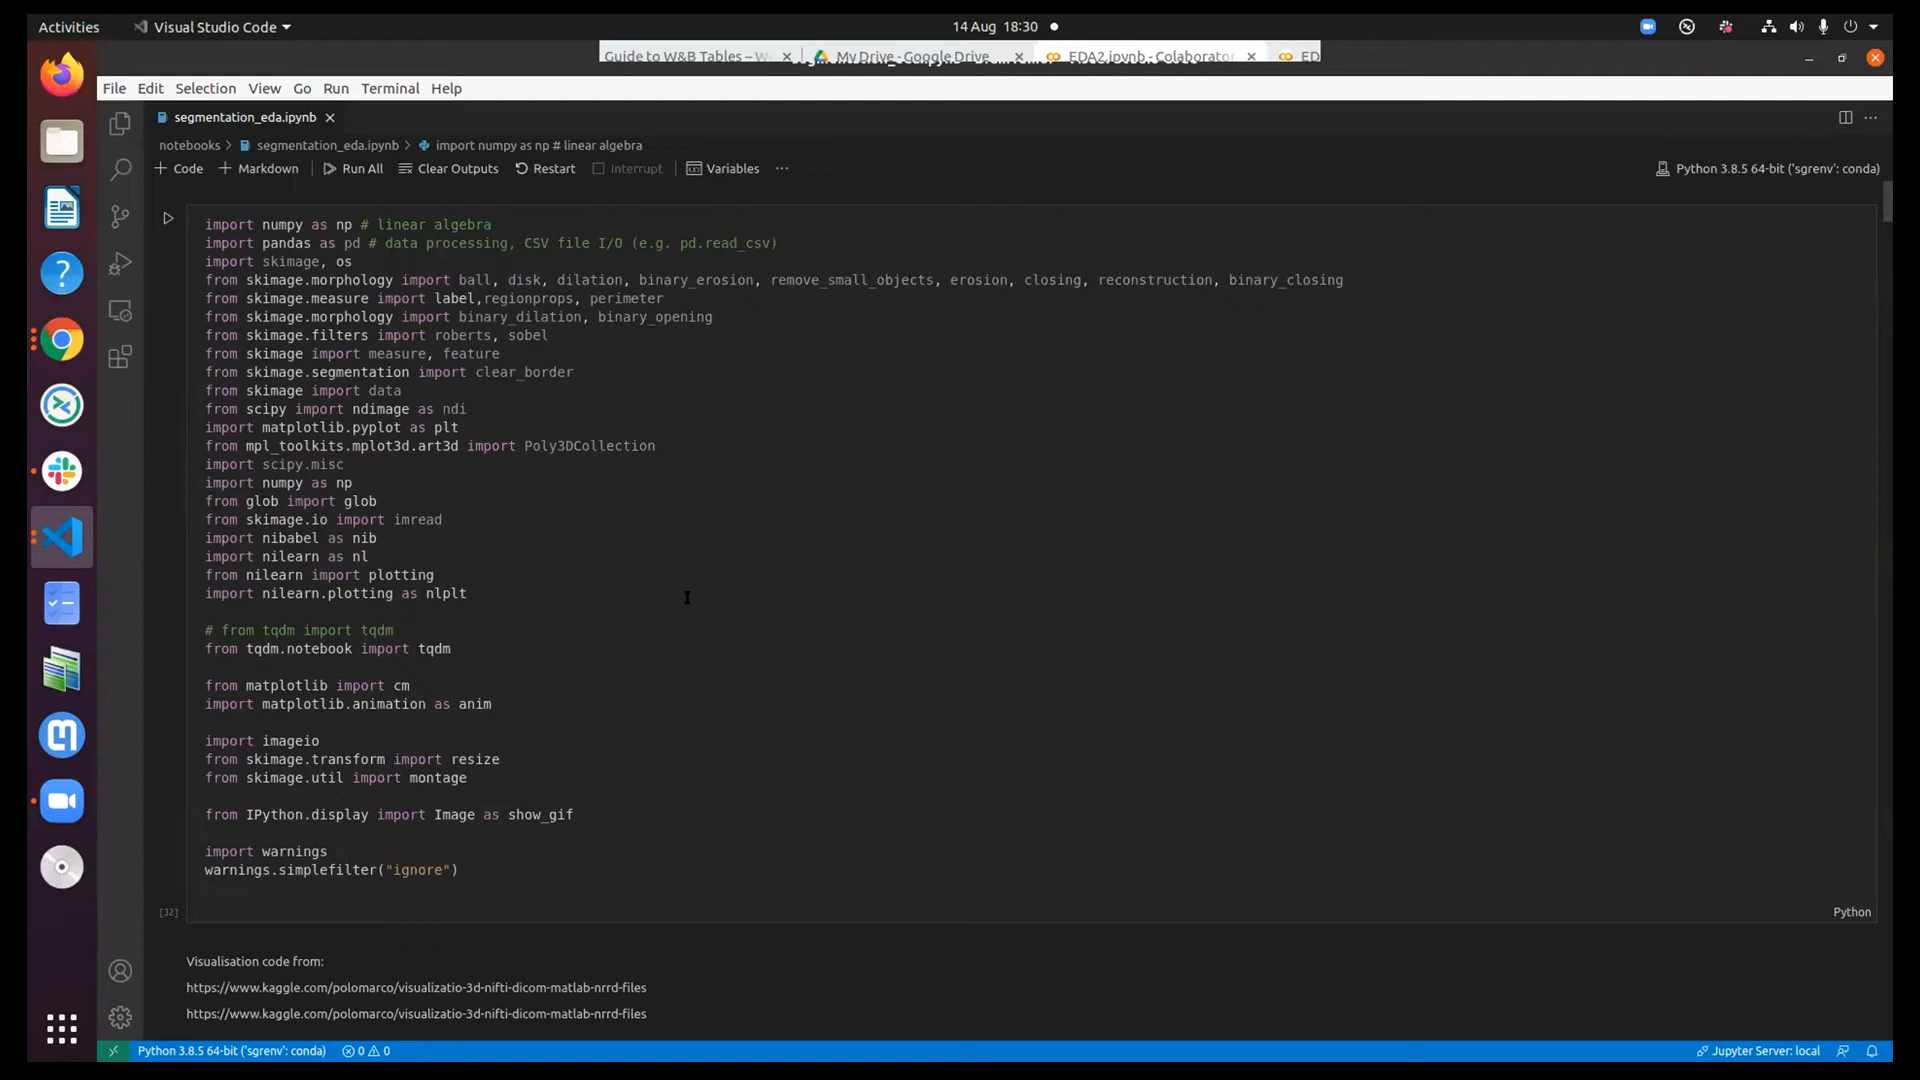 Activities
Visual Studio Code
14 Aug 18:30
Guide to W&B Tables – W
My Drive - Google Drive
EDA2.ipynb - Colaborator
ED
File Edit Selection View Go Run Terminal Help
segmentation_eda.ipynb
notebooks > segmentation_eda.ipynb > import numpy as np # linear algebra
+ Code + Markdown Run All Clear Outputs Restart Interrupt Variables ...
Python 3.8.5 64-bit ('sgrenv': conda)
import numpy as np # linear algebra
import pandas as pd # data processing, CSV file I/O (e.g. pd.read_csv)
import skimage, os
from skimage.morphology import ball, disk, dilation, binary_erosion, remove_small_objects, erosion, closing, reconstruction, binary_closing
from skimage.measure import label,regionprops, perimeter
from skimage.morphology import binary_dilation, binary_opening
from skimage.filters import roberts, sobel
from skimage import measure, feature
from skimage.segmentation import clear_border
from skimage import data
from scipy import ndimage as ndi
import matplotlib.pyplot as plt
from mpl_toolkits.mplot3d.art3d import Poly3DCollection
import scipy.misc
import numpy as np
from glob import glob
from skimage.io import imread
import nibabel as nib
import nilearn as nl
from nilearn import plotting
import nilearn.plotting as nlplt
# from tqdm import tqdm
from tqdm.notebook import tqdm
from matplotlib import cm
import matplotlib.animation as anim
import imageio
from skimage.transform import resize
from skimage.util import montage
from IPython.display import Image as show_gif
import warnings
warnings.simplefilter("ignore")
[32]
Python
Visualisation code from:
https://www.kaggle.com/polomarco/visualizatio-3d-nifti-dicom-matlab-nrrd-files
https://www.kaggle.com/polomarco/visualizatio-3d-nifti-dicom-matlab-nrrd-files
Python 3.8.5 64-bit ('sgrenv': conda) 0 0
Jupyter Server: local